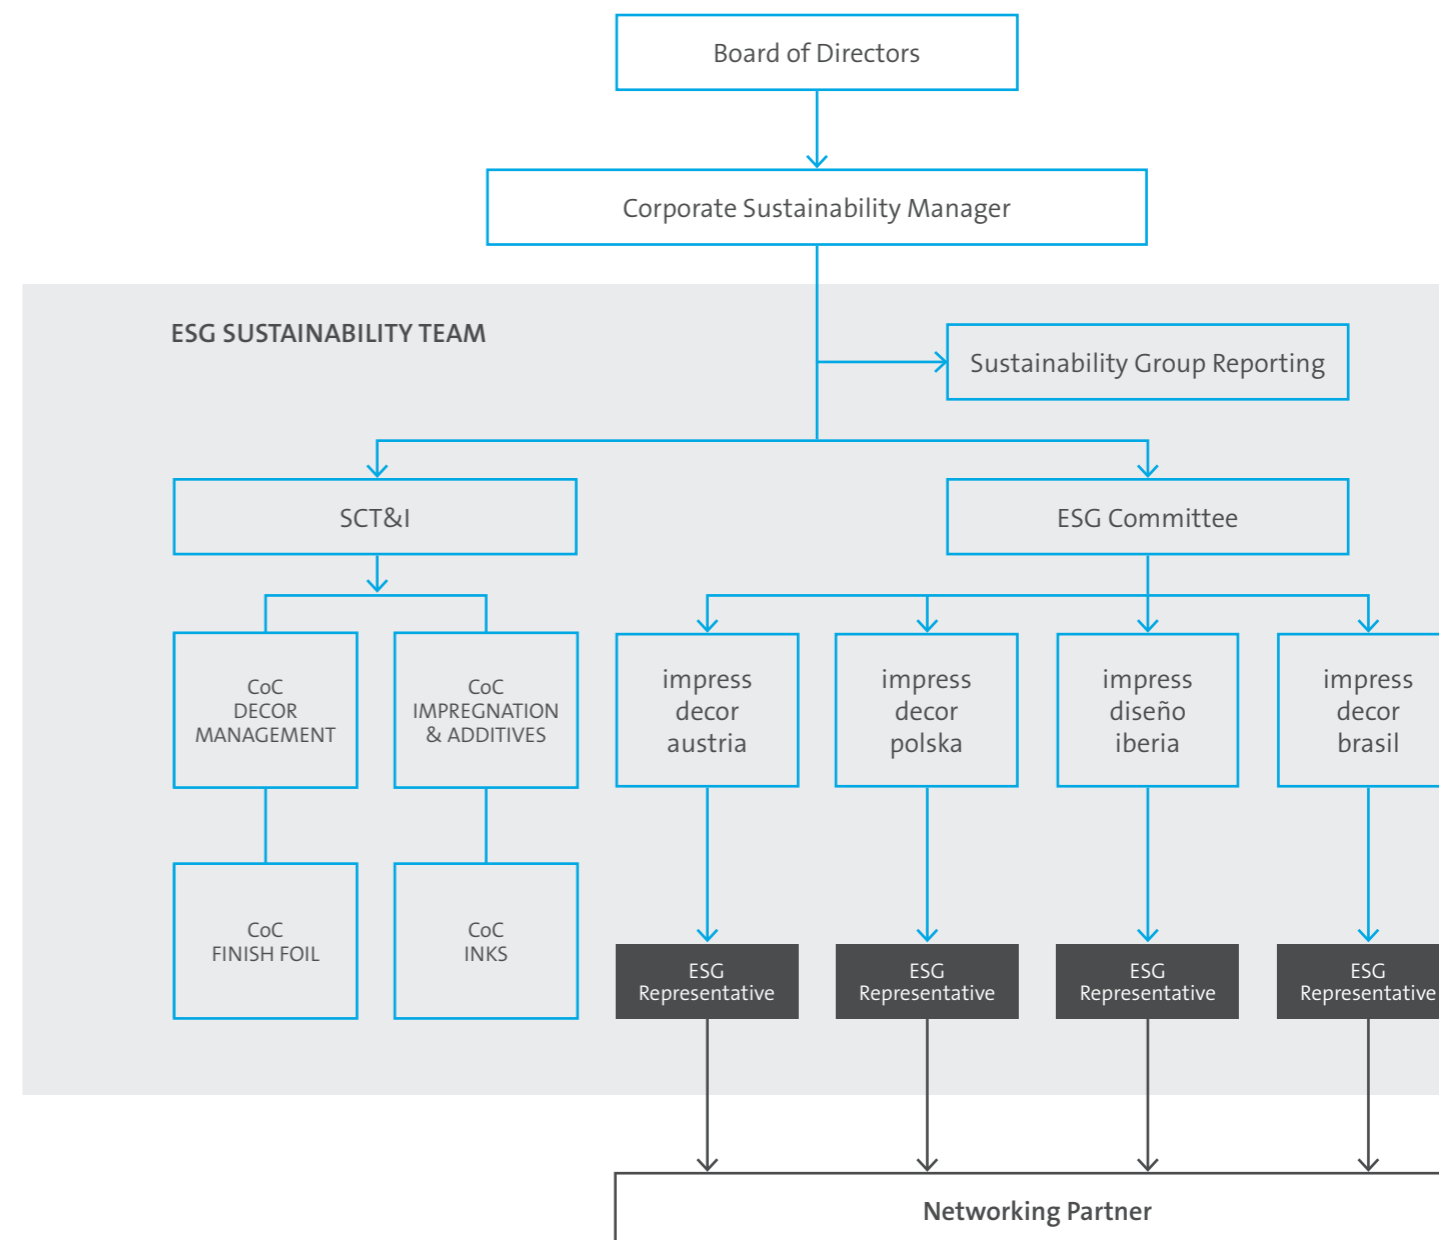 Board of Directors
Corporate Sustainability Manager
ESG SUSTAINABILITY TEAM
Sustainability Group Reporting
SCT&I
ESG Committee
CoC
DECOR
MANAGEMENT
CoC
IMPREGNATION
& ADDITIVES
impress
decor
austria
impress
decor
polska
impress
diseño
iberia
impress
decor
brasil
CoC
FINISH FOIL
CoC
INKS
ESG
Representative
ESG
Representative
ESG
Representative
ESG
Representative
Networking Partner